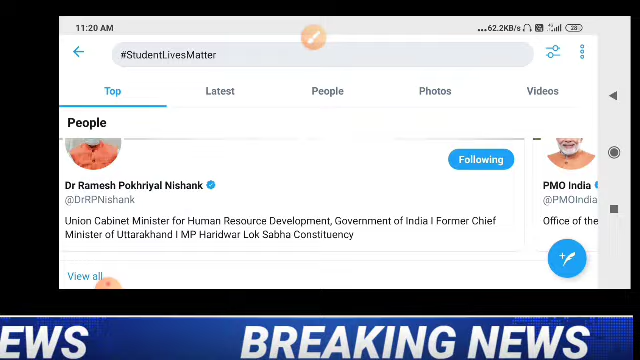 11:20 AM
...62.2KB/s
28
#StudentLivesMatter
Top
Latest
People
Photos
Videos
People
Following
Dr Ramesh Pokhriyal Nishank
@DrRPNishank
Union Cabinet Minister for Human Resource Development, Government of India I Former Chief
Minister of Uttarakhand I MP Haridwar Lok Sabha Constituency
PMO India
@PMOIndia
Office of the
View all
EWS
BREAKING NEWS